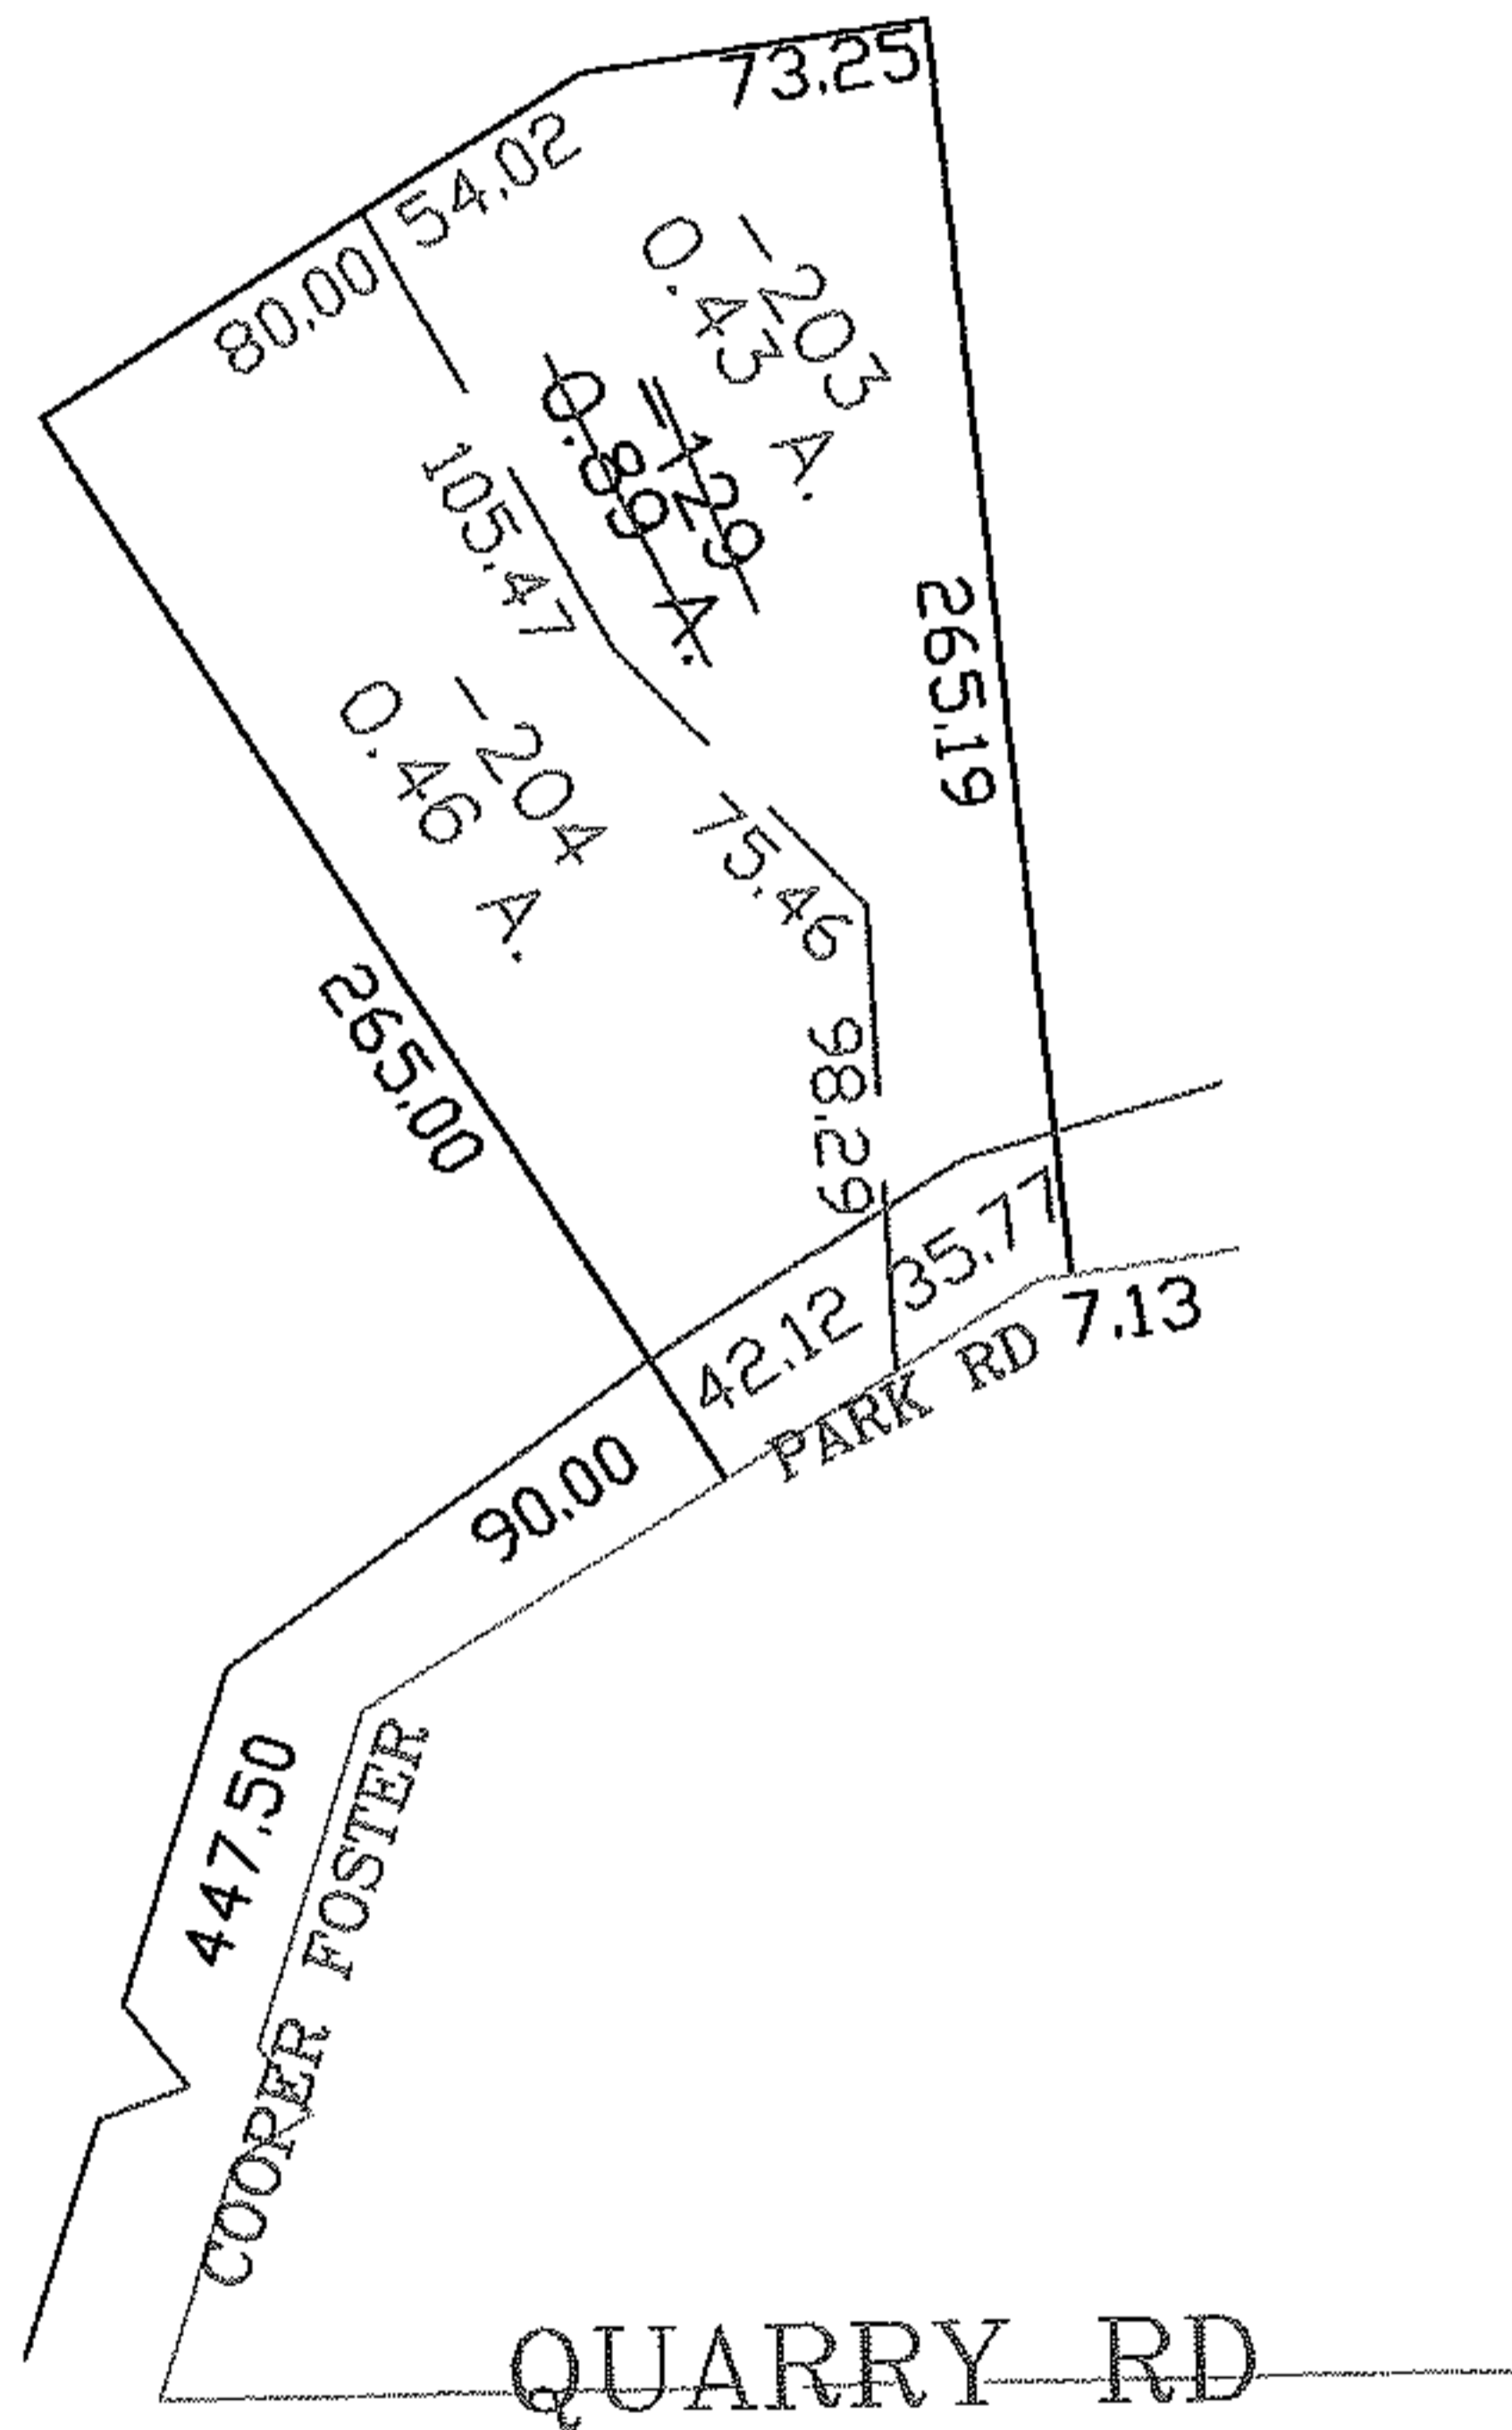 73.25
54.02
80.00
-203
0.43 A.
-129
0.89 A.
105.47
265.19
-204
0.46 A.
75.46
98.29
265.00
35.77
42.12
7.13
PARK RD
90.00
447.50
COOPER FOSTER
QUARRY RD